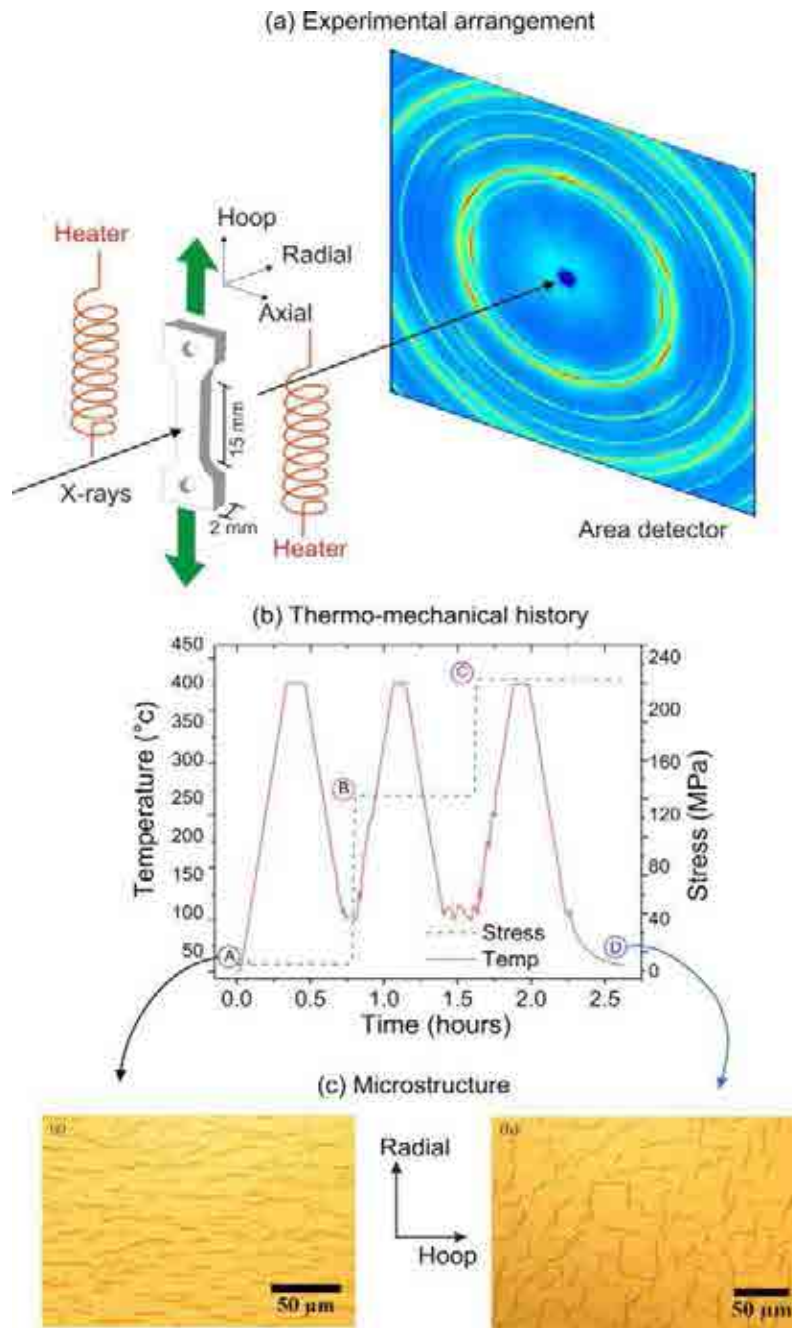 (a) Experimental arrangement
Hoop
Heater
Radial
Axial
15 mm
X-rays
2 mm
Heater
Area detector
(b) Thermo-mechanical history
450
400
350
300
250
200
150
100
50
Temperature (°c)
240
200
160
120
80
40
0
Stress (MPa)
A
B
C
D
Stress
Temp
0.0 0.5 1.0 1.5 2.0 2.5
Time (hours)
(c) Microstructure
(a)
Radial
Hoop
50 µm
(b)
50 µm